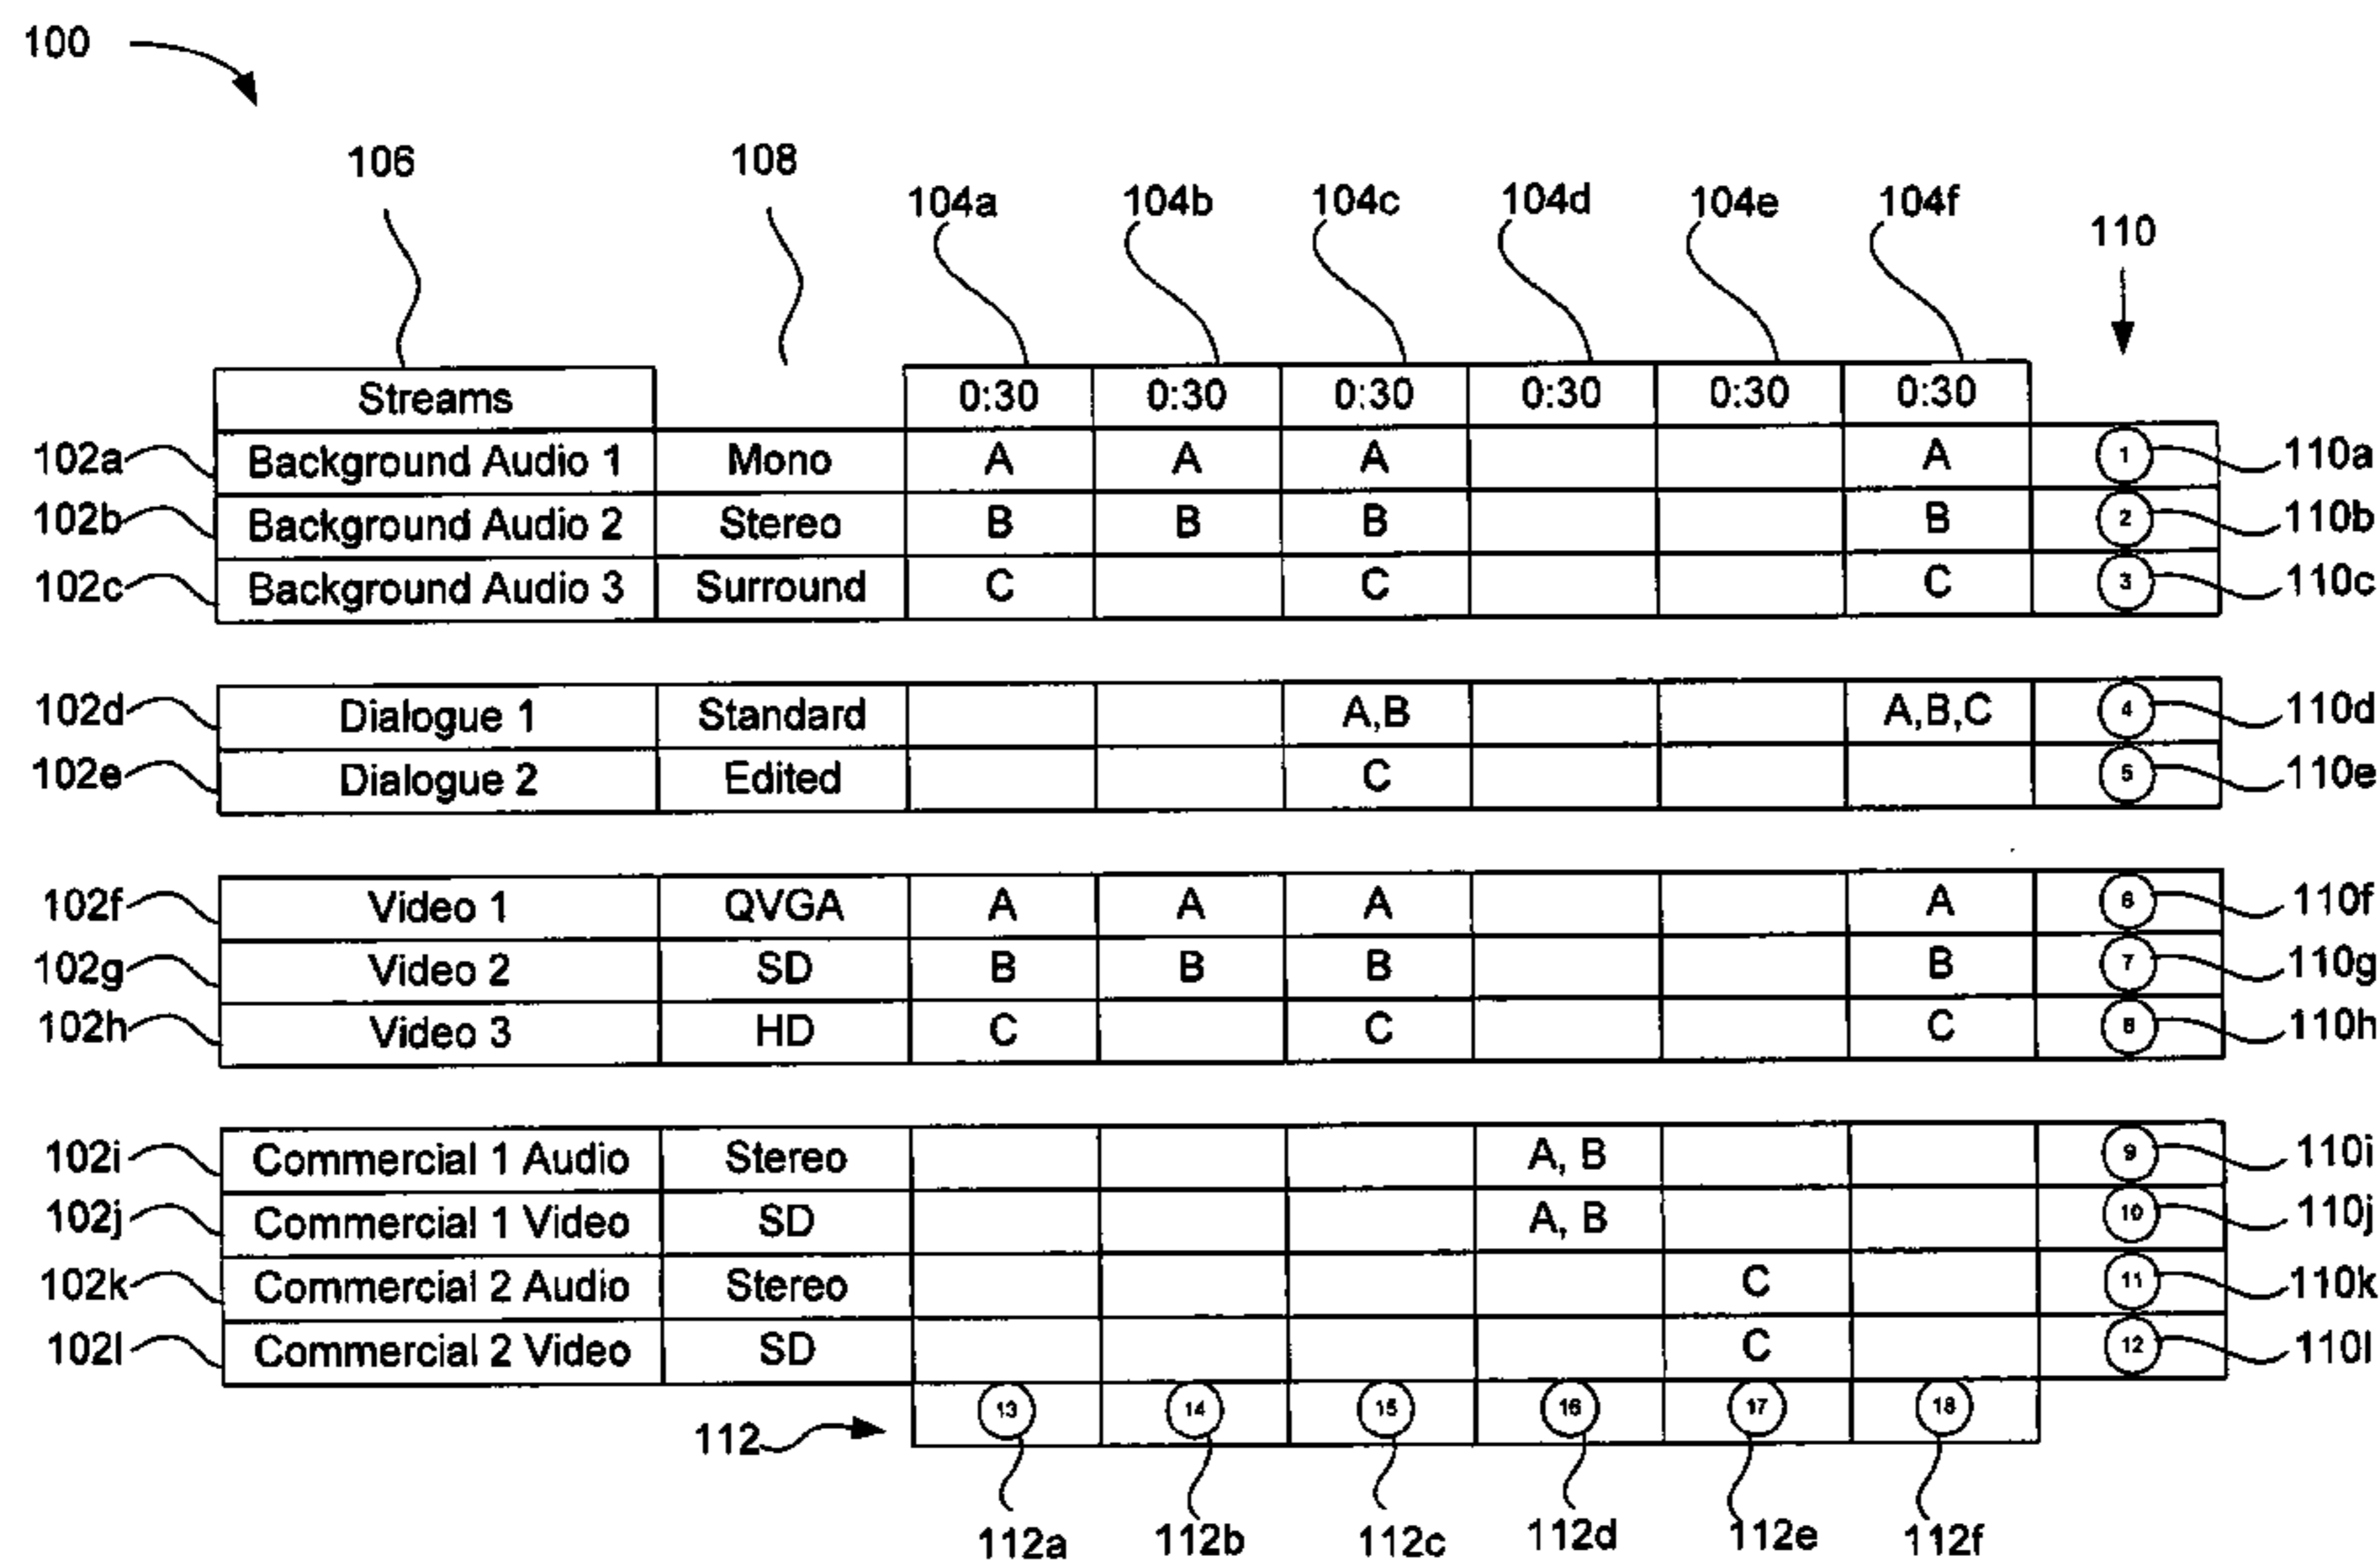 100
106 108
104a 104b 104c 104d 104e 104f 110
Streams 0:30 0:30 0:30 0:30 0:30 0:30
102a Background Audio 1 Mono A A A A 1 110a
102b Background Audio 2 Stereo B B B B 2 110b
102c Background Audio 3 Surround C C C 3 110c
102d Dialogue 1 Standard A,B A,B,C 4 110d
102e Dialogue 2 Edited C 5 110e
102f Video 1 QVGA A A A A 6 110f
102g Video 2 SD B B B B 7 110g
102h Video 3 HD C C C 8 110h
102i Commercial 1 Audio Stereo A, B 9 110i
102j Commercial 1 Video SD A, B 10 110j
102k Commercial 2 Audio Stereo C 11 110k
102l Commercial 2 Video SD C 12 110l
112 13 14 15 16 17 18
112a 112b 112c 112d 112e 112f